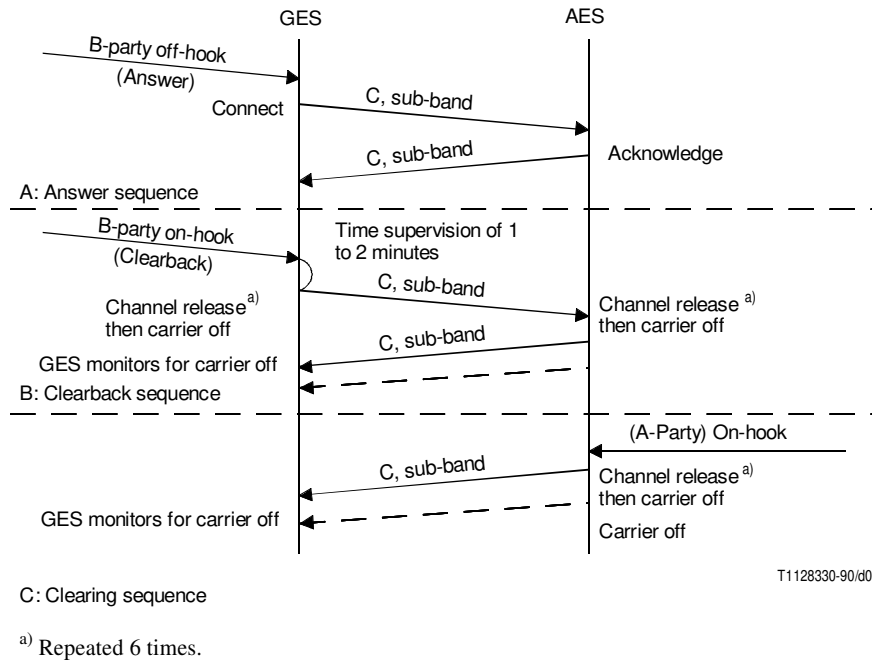 GES
AES
B-party off-hook
(Answer)
Connect
C, sub-band
C, sub-band
Acknowledge
A: Answer sequence
B-party on-hook
(Clearback)
Time supervision of 1
to 2 minutes
C, sub-band
Channel release a)
then carrier off
Channel release a)
then carrier off
C, sub-band
GES monitors for carrier off
B: Clearback sequence
(A-Party) On-hook
C, sub-band
Channel release a)
then carrier off
GES monitors for carrier off
Carrier off
T1128330-90/d0
C: Clearing sequence
a) Repeated 6 times.